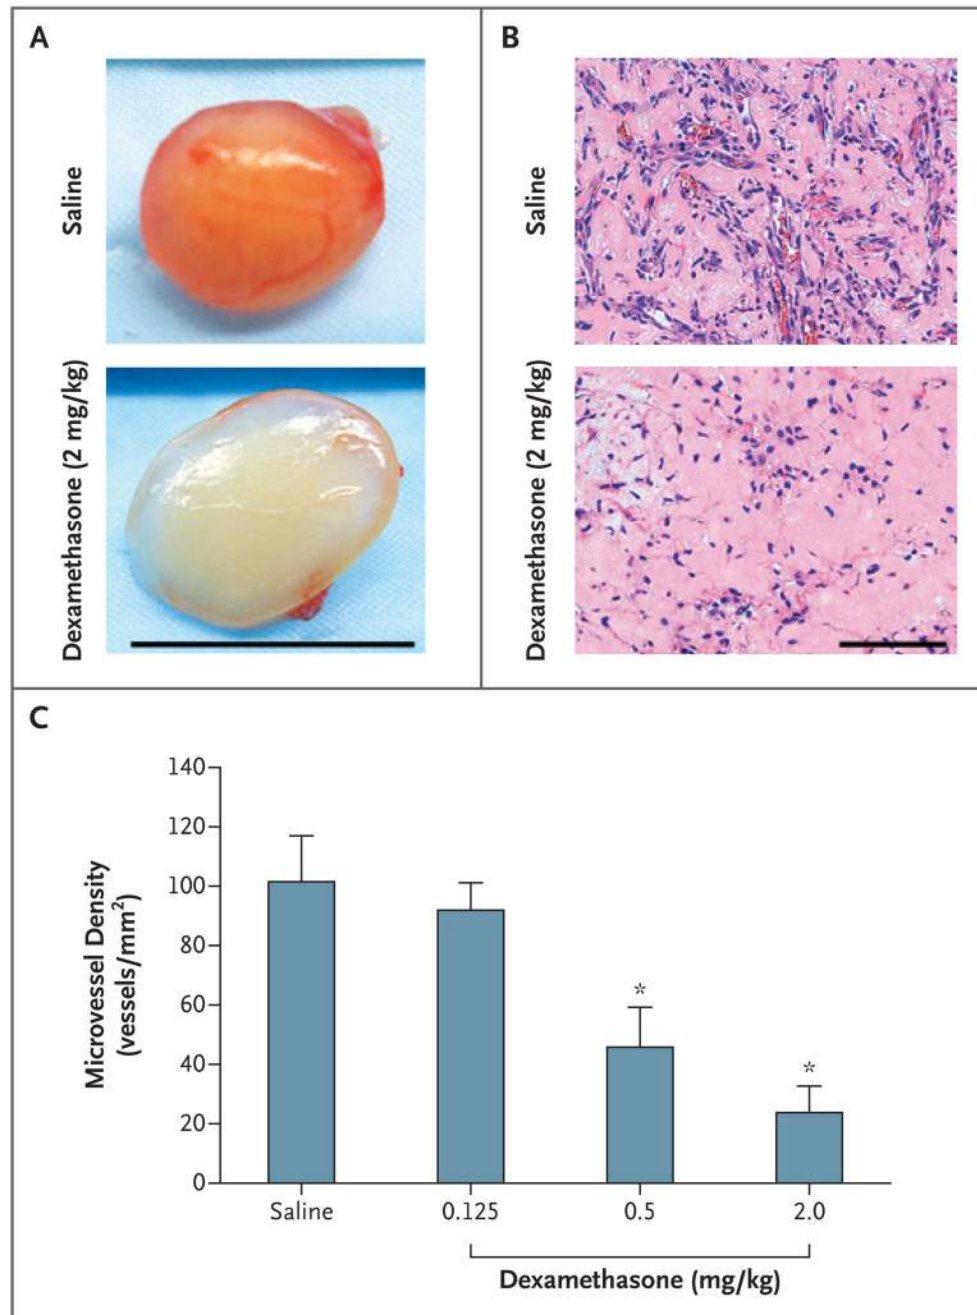 A
Saline
Dexamethasone (2 mg/kg)
B
Saline
Dexamethasone (2 mg/kg)
C
Microvessel Density
(vessels/mm²)
140
120
100
80
60
40
20
0
*
*
Saline
0.125
0.5
2.0
Dexamethasone (mg/kg)